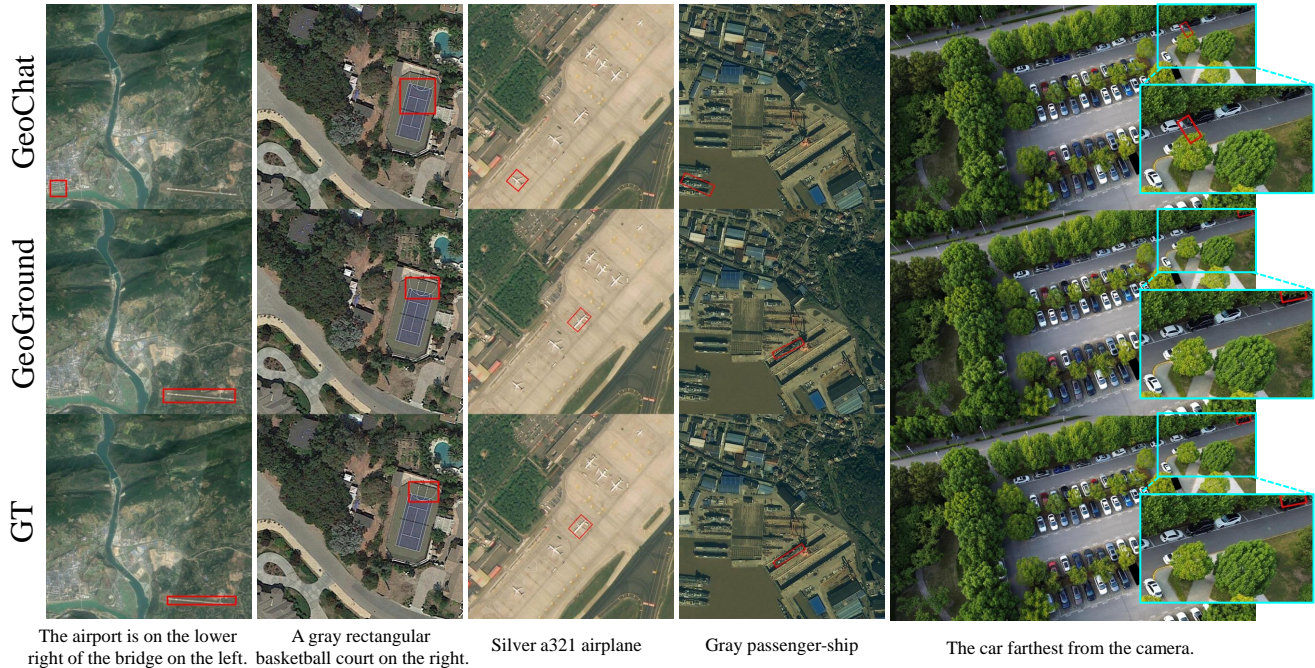 GeoChat
GeoGround
GT
The airport is on the lower
right of the bridge on the left.
A gray rectangular
basketball court on the right.
Silver a321 airplane
Gray passenger-ship
The car farthest from the camera.